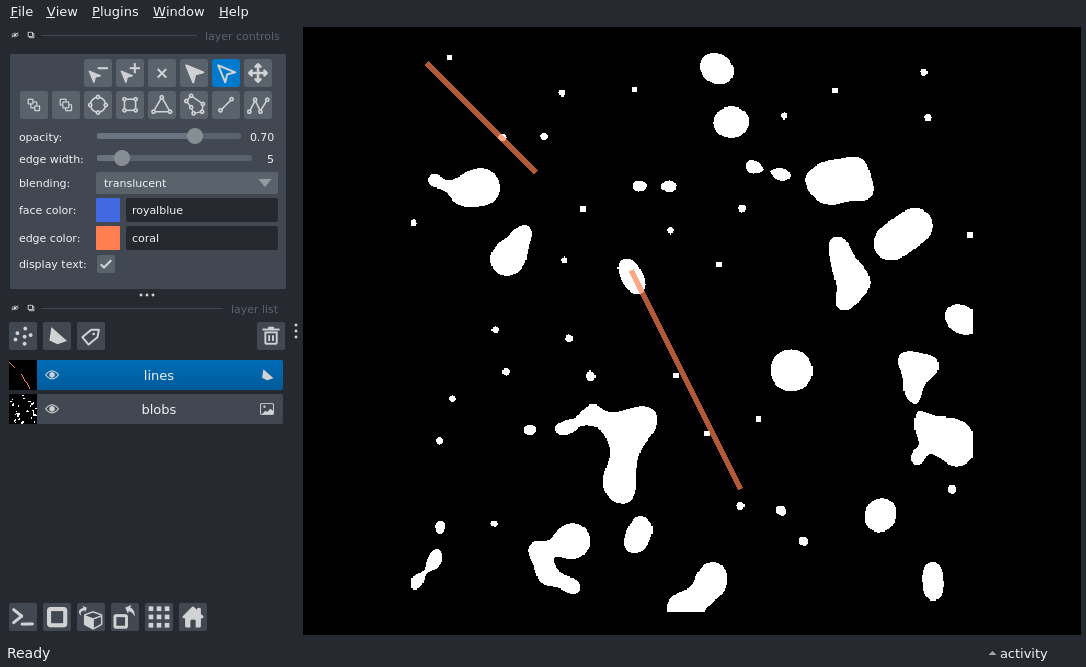 File View Plugins Window Help
layer controls
opacity: 0.70
edge width: 5
blending: translucent
face color: royalblue
edge color: coral
display text:
layer list
lines
blobs
Ready
activity